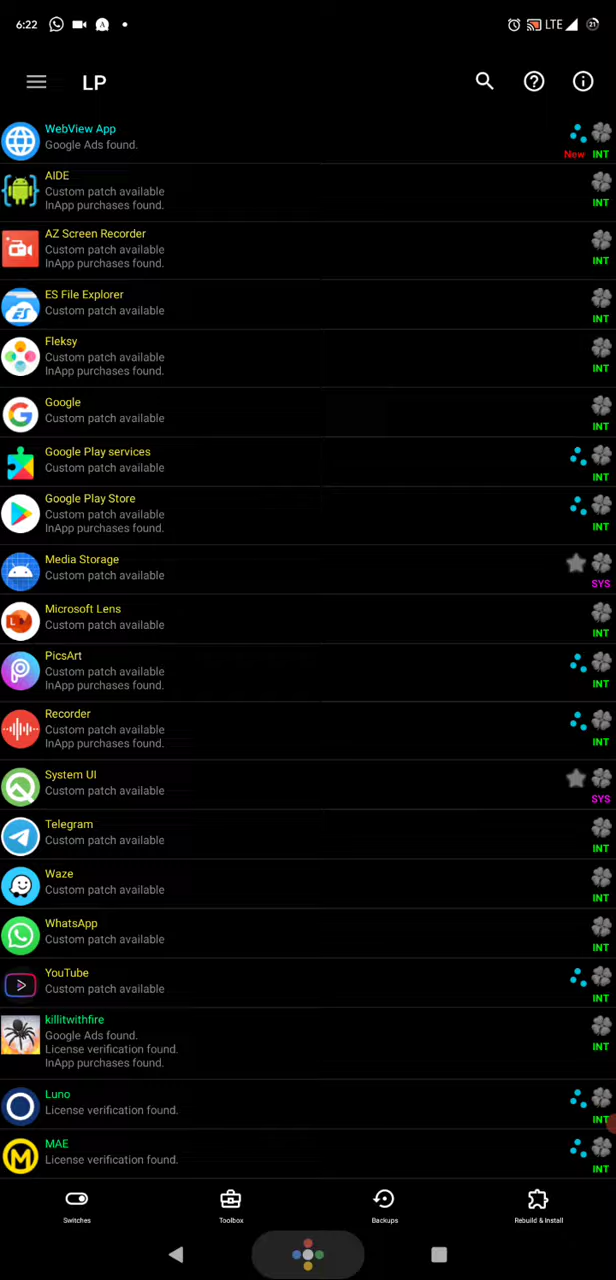 6:22
LTE
21
LP
WebView App
Google Ads found.
New
INT
AIDE
Custom patch available
InApp purchases found.
INT
AZ Screen Recorder
Custom patch available
InApp purchases found.
INT
ES File Explorer
Custom patch available
INT
Fleksy
Custom patch available
InApp purchases found.
INT
Google
Custom patch available
INT
Google Play services
Custom patch available
INT
Google Play Store
Custom patch available
InApp purchases found.
INT
Media Storage
Custom patch available
SYS
Microsoft Lens
Custom patch available
INT
PicsArt
Custom patch available
InApp purchases found.
INT
Recorder
Custom patch available
InApp purchases found.
INT
System UI
Custom patch available
SYS
Telegram
Custom patch available
INT
Waze
Custom patch available
INT
WhatsApp
Custom patch available
INT
YouTube
Custom patch available
INT
killitwithfire
Google Ads found.
License verification found.
InApp purchases found.
INT
Luno
License verification found.
INT
MAE
License verification found.
INT
Switches
Toolbox
Backups
Rebuild & Install